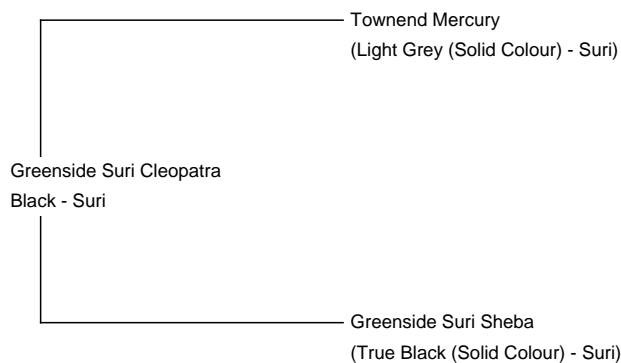 Townend Mercury
(Light Grey (Solid Colour) - Suri)
Greenside Suri Cleopatra
Black - Suri
Greenside Suri Sheba
(True Black (Solid Colour) - Suri)